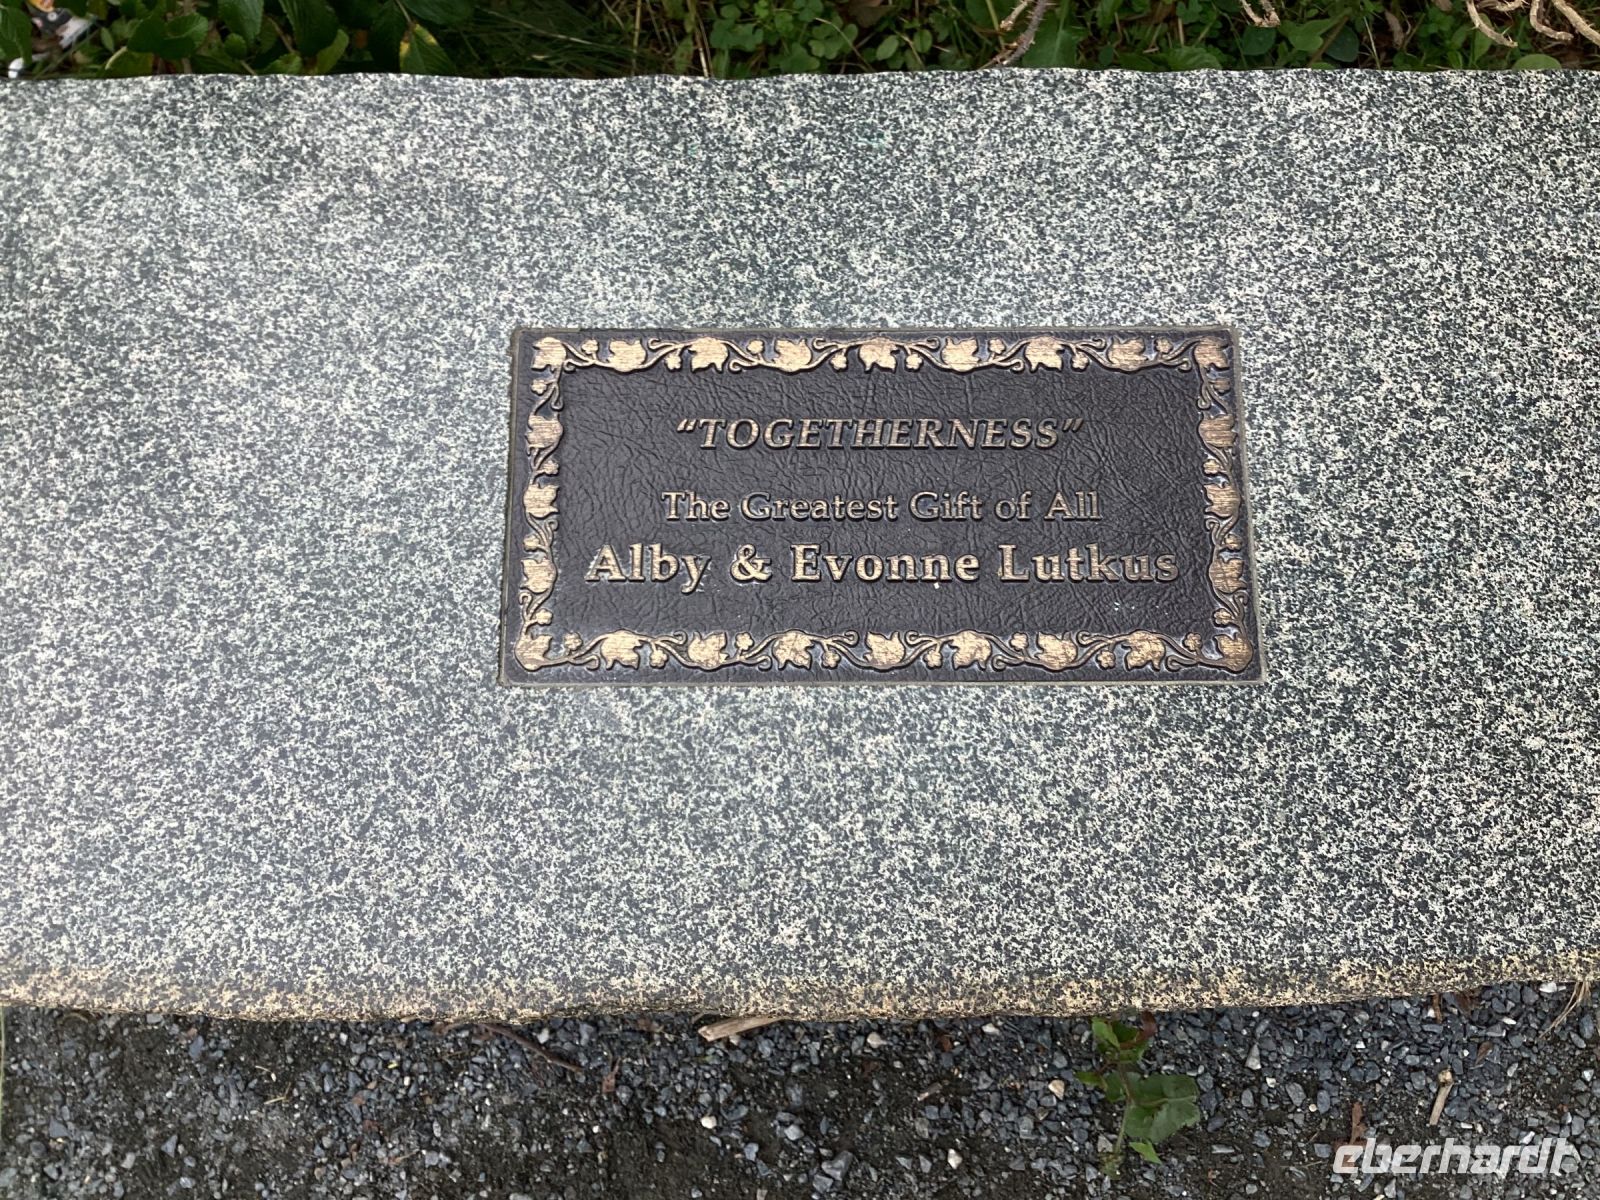 “TOGETHERNESS”
The Greatest Gift of All
Alby & Evonne Lutkus
eberhardt